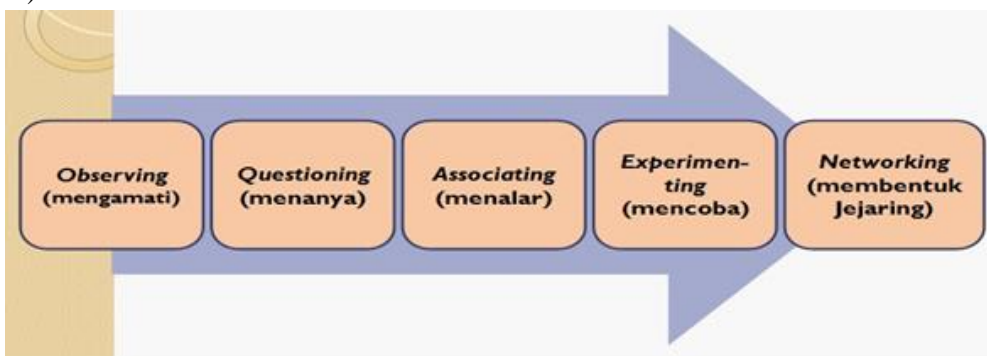 Observing
(mengamati)
Questioning
(menanya)
Associating
(menalar)
Experimen-
ting
(mencoba)
Networking
(membentuk
Jejaring)